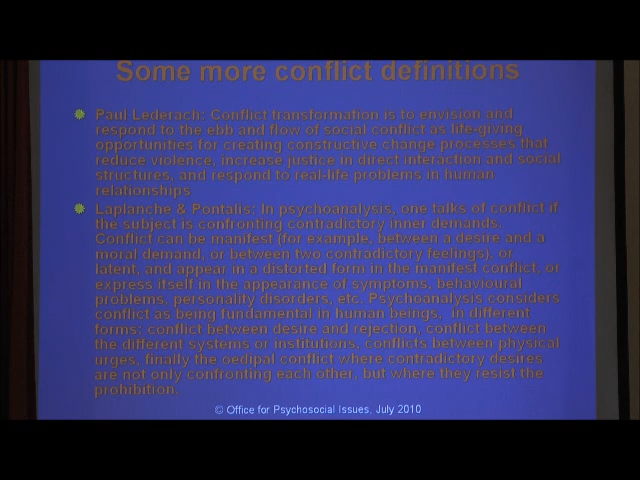 Some more conflict definitions
Paul Lederach: Conflict transformation is to envision and
respond to the ebb and flow of social conflict as life-giving
opportunities for creating constructive change processes that
reduce violence, increase justice in direct interaction and social
structures, and respond to real-life problems in human
relationships.
Laplanche & Pontalis: In psychoanalysis, one talks of conflict if
the subject is confronting contradictory inner demands.
Conflict can be manifest (for example, between a desire and a
moral demand, or between two contradictory feelings), or
latent, and appear in a distorted form in the manifest conflict, or
express itself in the appearance of symptoms, behavioural
problems, personality disorders, etc. Psychoanalysis considers
conflict as being fundamental in human beings, in different
forms: conflict between desire and rejection, conflict between
the different systems or institutions, conflicts between physical
urges, finally the oedipal conflict where contradictory desires
are not only confronting each other, but where they resist the
prohibition.
© Office for Psychosocial Issues, July 2010